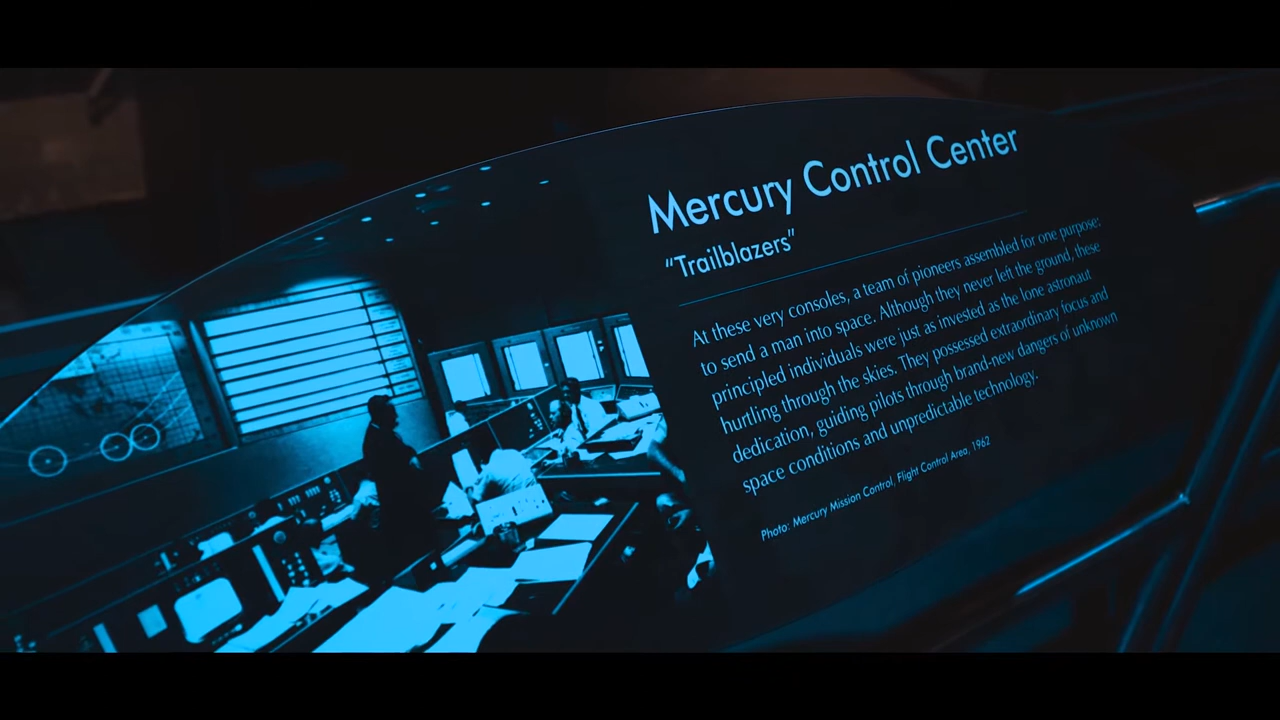 Mercury Control Center
“Trailblazers”
At these very consoles, a team of pioneers assembled for one purpose:
to send a man into space. Although they never left the ground, these
principled individuals were just as invested as the lone astronaut
hurtling through the skies. They possessed extraordinary focus and
dedication, guiding pilots through brand-new dangers of unknown
space conditions and unpredictable technology.
Photo: Mercury Mission Control, Flight Control Area, 1962